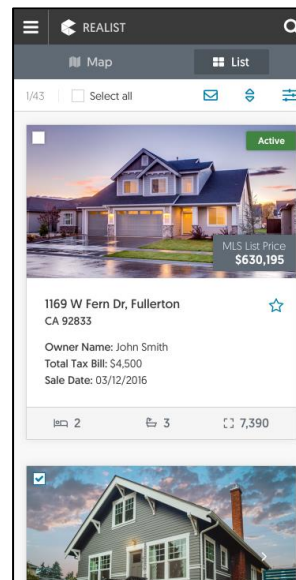 REALIST
Map
List
1/43
Select all
Active
MLS List Price
$630,195
1169 W Fern Dr, Fullerton
CA 92833
Owner Name: John Smith
Total Tax Bill: $4,500
Sale Date: 03/12/2016
2
3
7,390